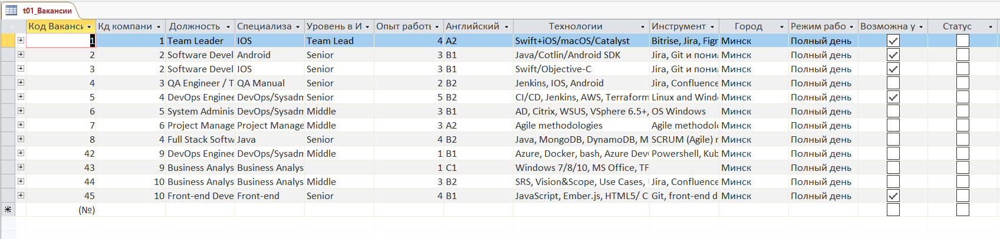 t01_Вакансии
Код Ваканси Кд компани Должность Специализа Уровень в И Опыт работь Английский Технологии Инструмент Город Режим рабо Возможна у Статус
1 1 Team Leader IOS Team Lead 4 A2 Swift+iOS/macOS/Catalyst Bitrise, Jira, Figr Минск Полный день
2 2 Software Devel Android Senior 3 B1 Java/Cotlin/Android SDK Jira, Git и пони Минск Полный день
3 2 Software Devel IOS Senior 3 B1 Swift/Objective-C Jira, Git и пони Минск Полный день
4 3 QA Engineer / T QA Manual Senior 2 B2 Jenkins, IOS, Android Jira, Confluence Минск Полный день
5 4 DevOps Enginee DevOps/Sysadm Senior 5 B2 CI/CD, Jenkins, AWS, Terraform Linux and Windo Минск Полный день
6 5 System Adminis DevOps/Sysadm Middle 3 B1 AD, Citrix, WSUS, VSphere 6.5+, OS Windows Минск Полный день
7 6 Project Manage Project Manage Middle 3 A2 Agile methodologies Agile methodol Минск Полный день
8 4 Full Stack Softw Java Senior 4 B2 Java, MongoDB, DynamoDB, M SCRUM (Agile) r Минск Полный день
42 9 DevOps Enginee DevOps/Sysadm Middle 1 B1 Azure, Docker, bash, Azure Dev Powershell, Kub Минск Полный день
43 9 Business Analys Business Analys 1 C1 Windows 7/8/10, MS Office, TF Минск Полный день
44 10 Business Analys Business Analys Middle 3 B2 SRS, Vision&Scope, Use Cases, Jira, Confluence Минск Полный день
45 10 Front-end Deve Front-end Senior 4 B1 JavaScript, Ember.js, HTML5/ C Git, front-end d Минск Полный день
(№)